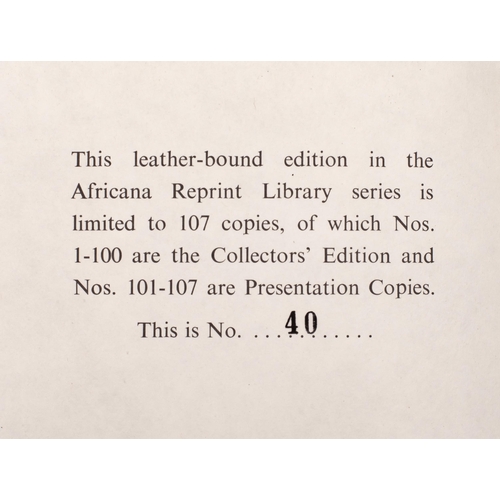 This leather-bound edition in the
Africana Reprint Library series is
limited to 107 copies, of which Nos.
1-100 are the Collectors' Edition and
Nos. 101-107 are Presentation Copies.
This is No. ....40..........